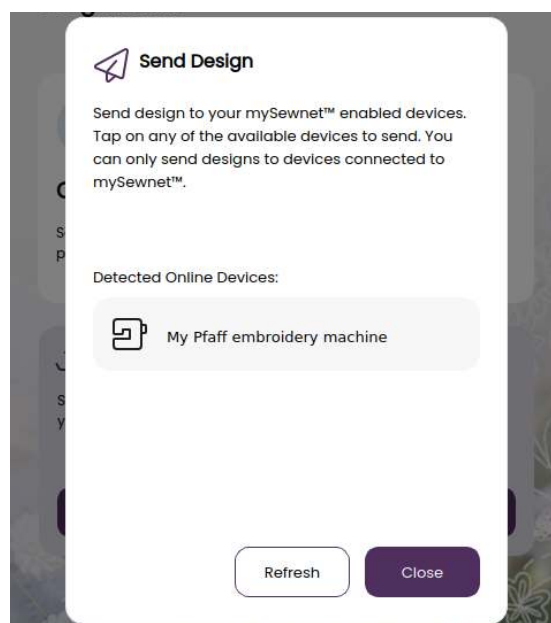 Send Design
Send design to your mySewnet™ enabled devices.
Tap on any of the available devices to send. You
can only send designs to devices connected to
mySewnet™.
Detected Online Devices:
My Pfaff embroidery machine
Refresh
Close